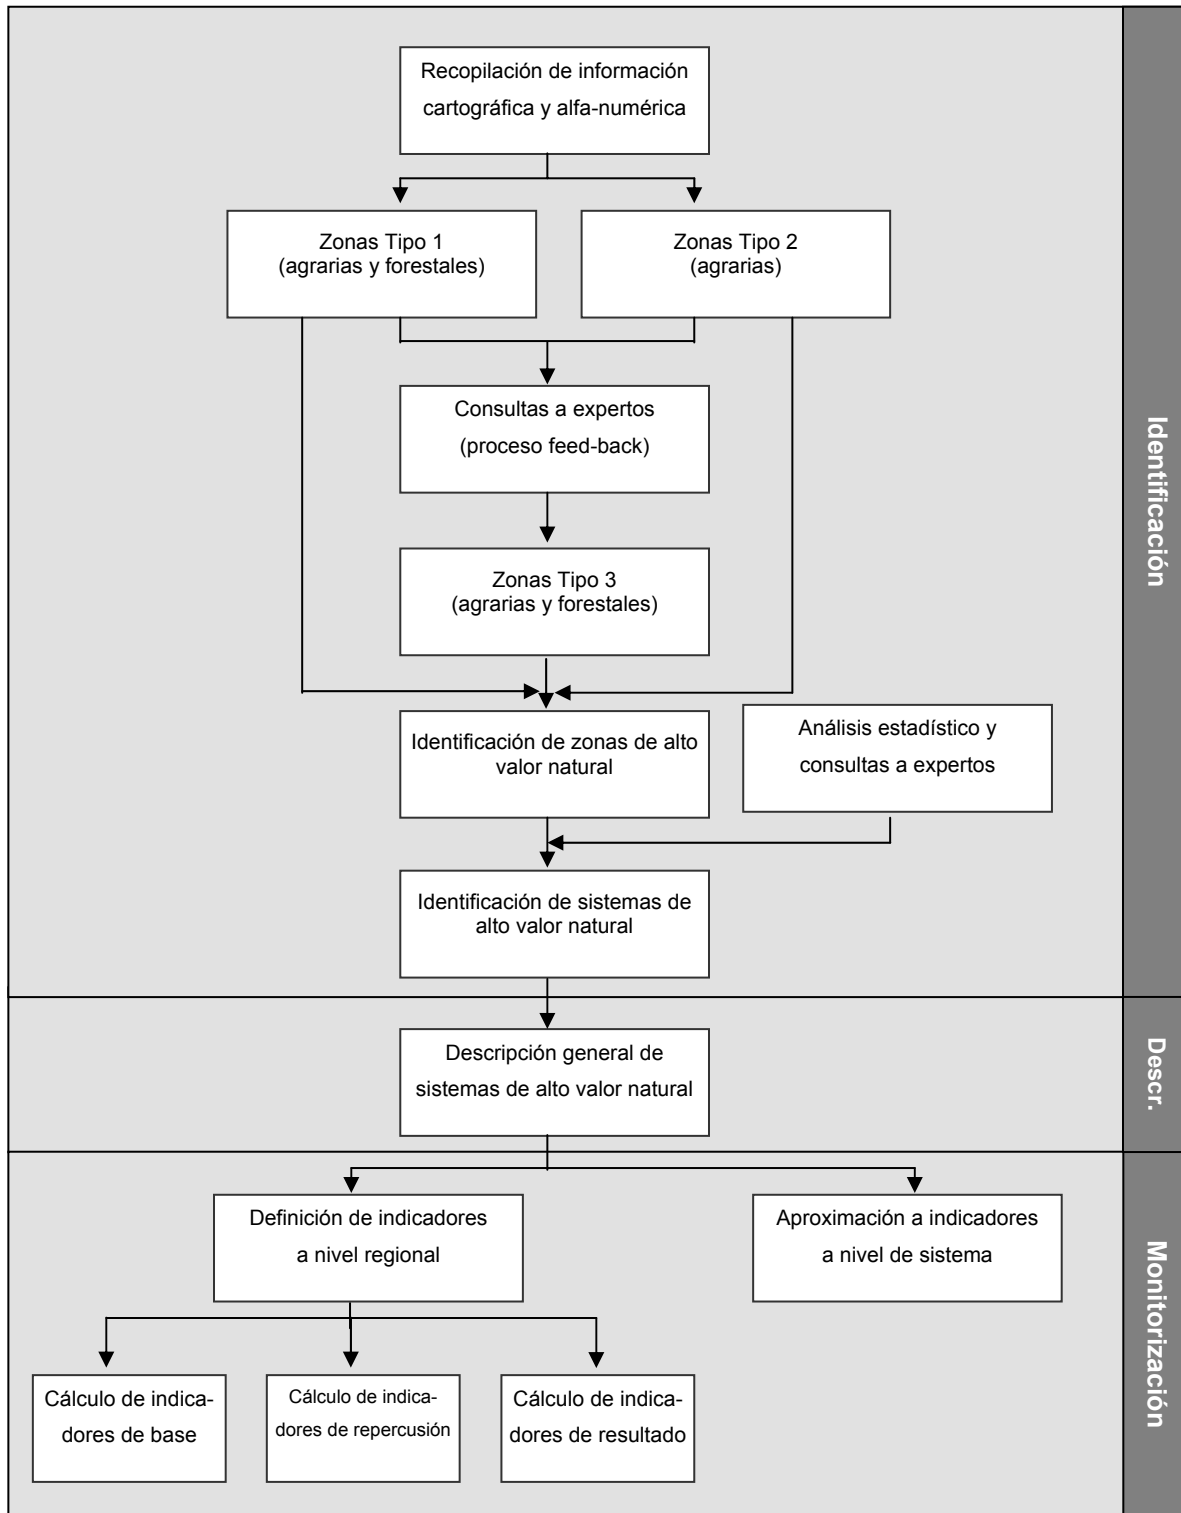 Recopilación de información
cartográfica y alfa-numérica
Zonas Tipo 1
(agrarias y forestales)
Zonas Tipo 2
(agrarias)
Consultas a expertos
(proceso feed-back)
Zonas Tipo 3
(agrarias y forestales)
Identificación de zonas de alto
valor natural
Análisis estadístico y
consultas a expertos
Identificación de sistemas de
alto valor natural
Identificación
Descripción general de
sistemas de alto valor natural
Descr.
Definición de indicadores
a nivel regional
Aproximación a indicadores
a nivel de sistema
Cálculo de indica-
dores de base
Cálculo de indica-
dores de repercusión
Cálculo de indica-
dores de resultado
Monitorización